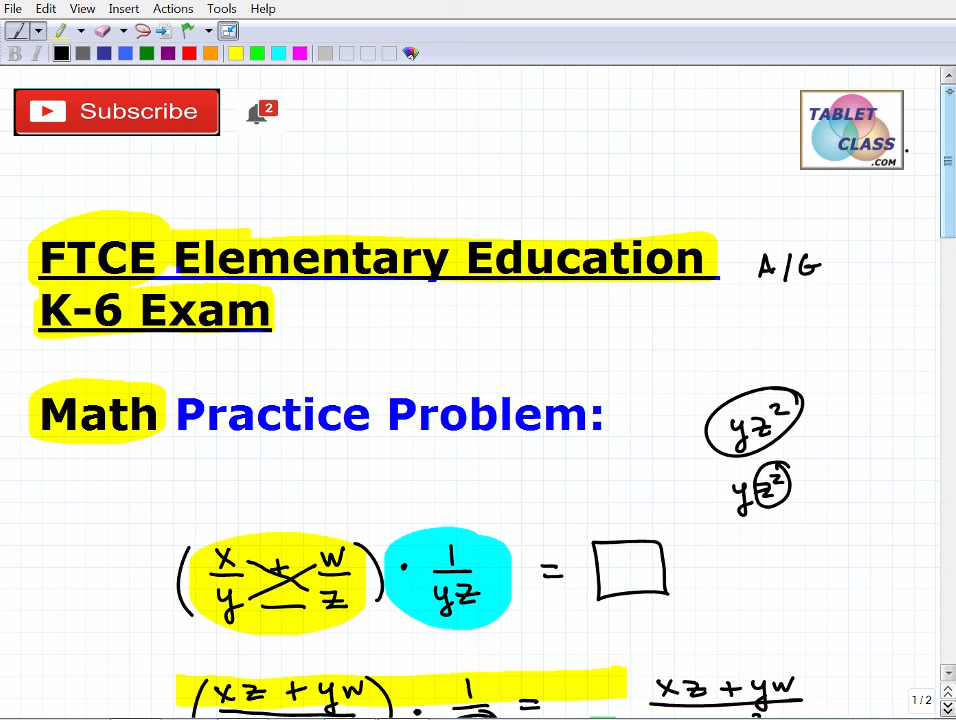 File Edit View Insert Actions Tools Help
B I
Subscribe 2
TABLET
CLASS
.COM
FTCE Elementary Education A/G
K-6 Exam
Math Practice Problem:
yz²
yz²
(x/y + w/z) · 1/yz = □
(xz + yw) · 1 = xz + yw
1/2